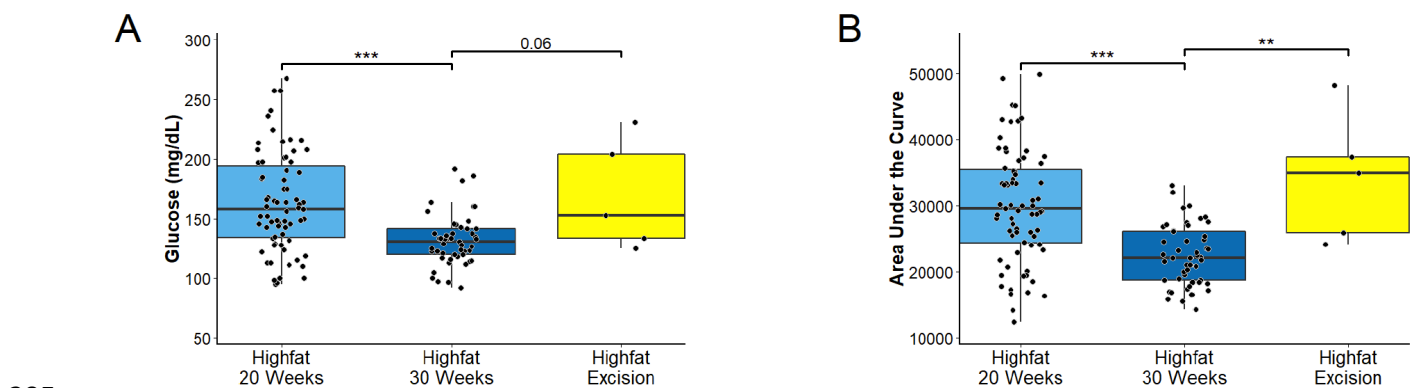 A
Glucose (mg/dL)
300
250
200
150
100
50
***
0.06
Highfat
20 Weeks
Highfat
30 Weeks
Highfat
Excision
B
Area Under the Curve
50000
40000
30000
20000
10000
***
**
Highfat
20 Weeks
Highfat
30 Weeks
Highfat
Excision